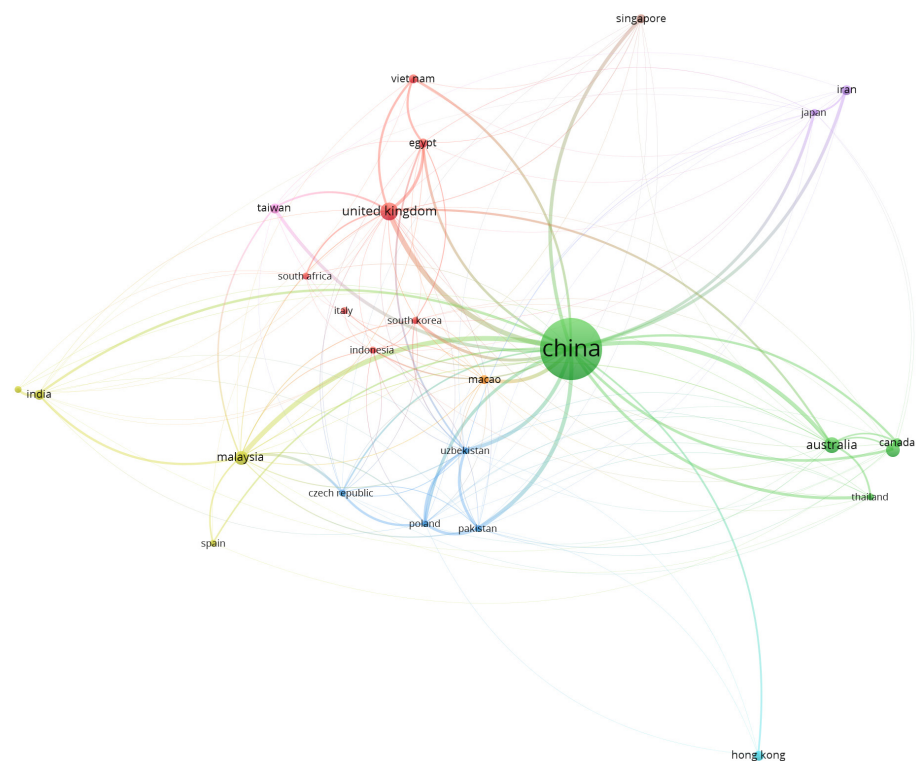 singapore
viet nam
iran
japan
egypt
taiwan
united kingdom
south africa
italy
south korea
indonesia
china
macao
india
australia
canada
uzbekistan
malaysia
czech republic
thailand
poland
pakistan
spain
hong kong